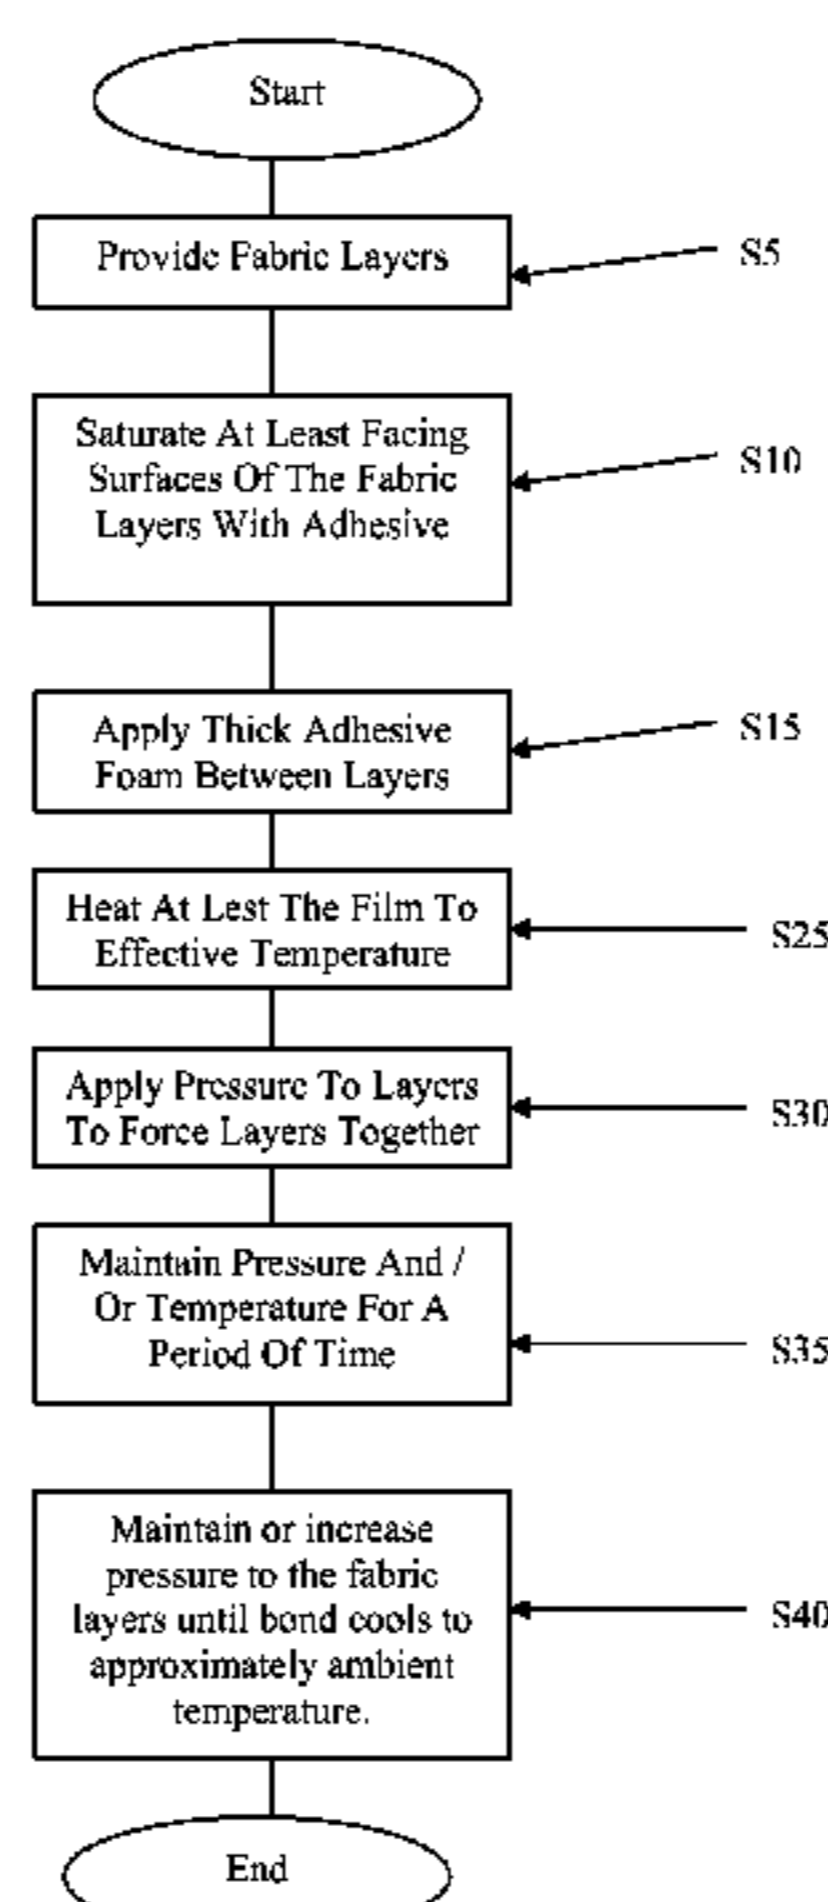 Start
Provide Fabric Layers
S5
Saturate At Least Facing
Surfaces Of The Fabric
Layers With Adhesive
S10
Apply Thick Adhesive
Foam Between Layers
S15
Heat At Lest The Film To
Effective Temperature
S25
Apply Pressure To Layers
To Force Layers Together
S30
Maintain Pressure And /
Or Temperature For A
Period Of Time
S35
Maintain or increase
pressure to the fabric
layers until bond cools to
approximately ambient
temperature.
S40
End